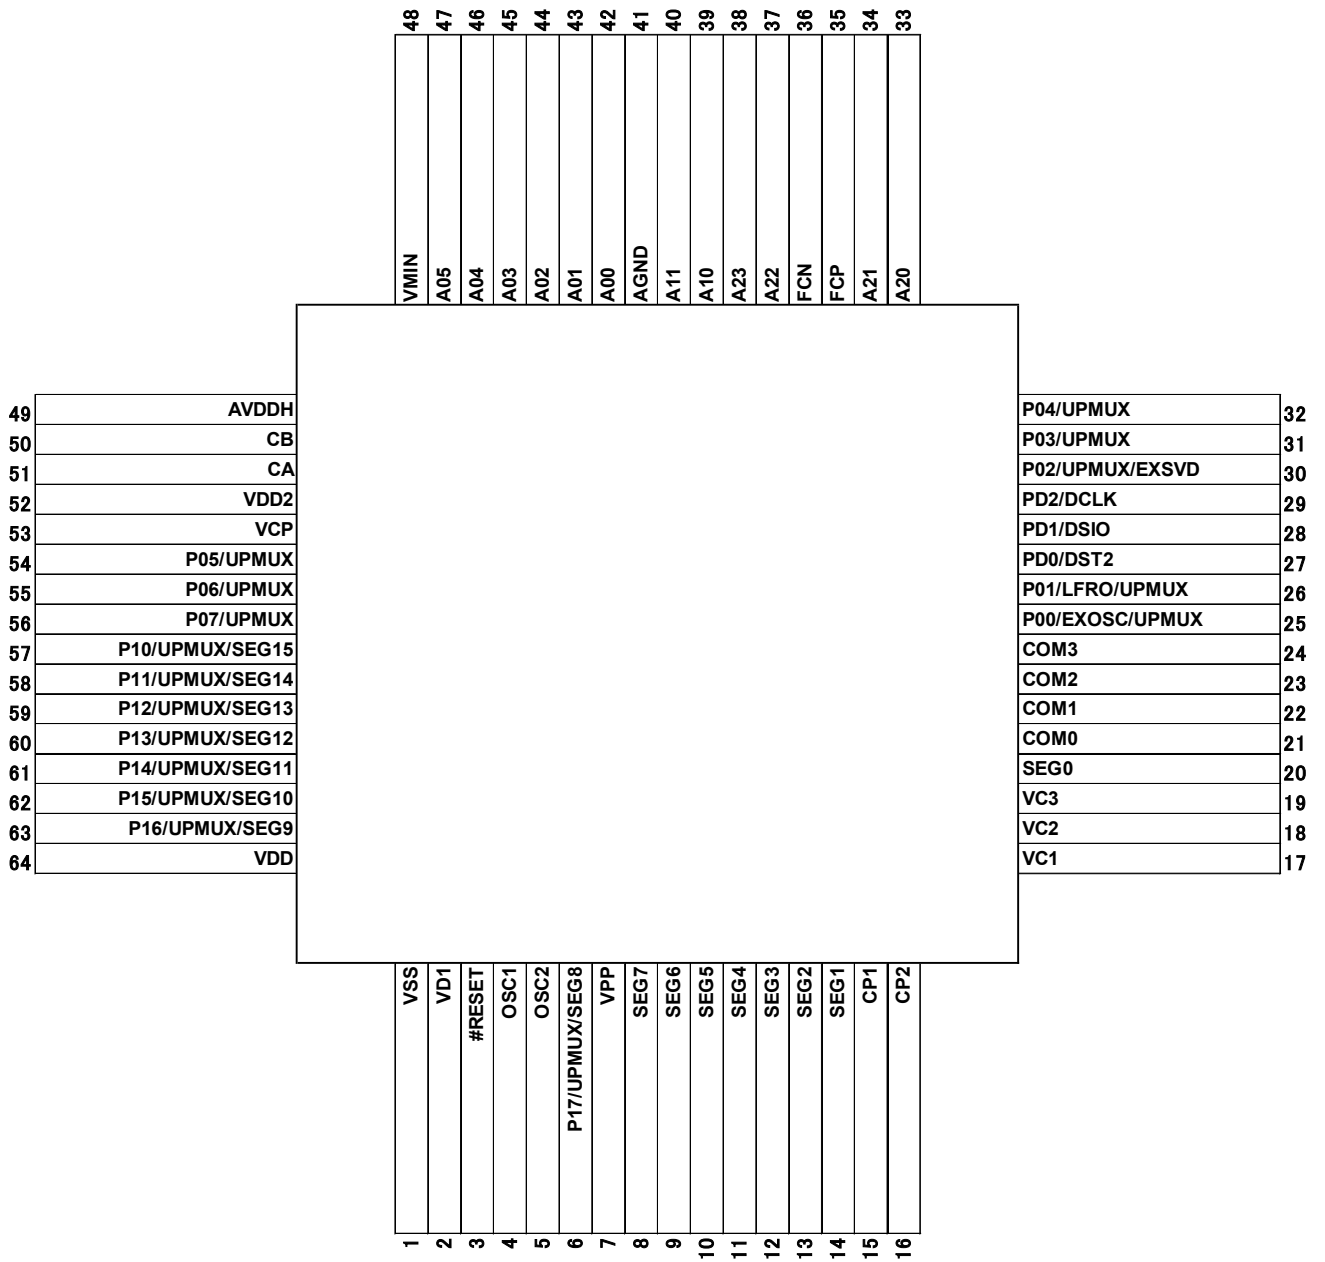 48 47 46 45 44 43 42 41 40 39 38 37 36 35 34 33
VMIN A05 A04 A03 A02 A01 A00 AGND A11 A10 A23 A22 FCN FCP A21 A20
49 AVDDH
50 CB
51 CA
52 VDD2
53 VCP
54 P05/UPMUX
55 P06/UPMUX
56 P07/UPMUX
57 P10/UPMUX/SEG15
58 P11/UPMUX/SEG14
59 P12/UPMUX/SEG13
60 P13/UPMUX/SEG12
61 P14/UPMUX/SEG11
62 P15/UPMUX/SEG10
63 P16/UPMUX/SEG9
64 VDD
P04/UPMUX 32
P03/UPMUX 31
P02/UPMUX/EXSVD 30
PD2/DCLK 29
PD1/DSIO 28
PD0/DST2 27
P01/LFRO/UPMUX 26
P00/EXOSC/UPMUX 25
COM3 24
COM2 23
COM1 22
COM0 21
SEG0 20
VC3 19
VC2 18
VC1 17
VSS VD1 #RESET OSC1 OSC2 P17/UPMUX/SEG8 VPP SEG7 SEG6 SEG5 SEG4 SEG3 SEG2 SEG1 CP1 CP2
1 2 3 4 5 6 7 8 9 10 11 12 13 14 15 16